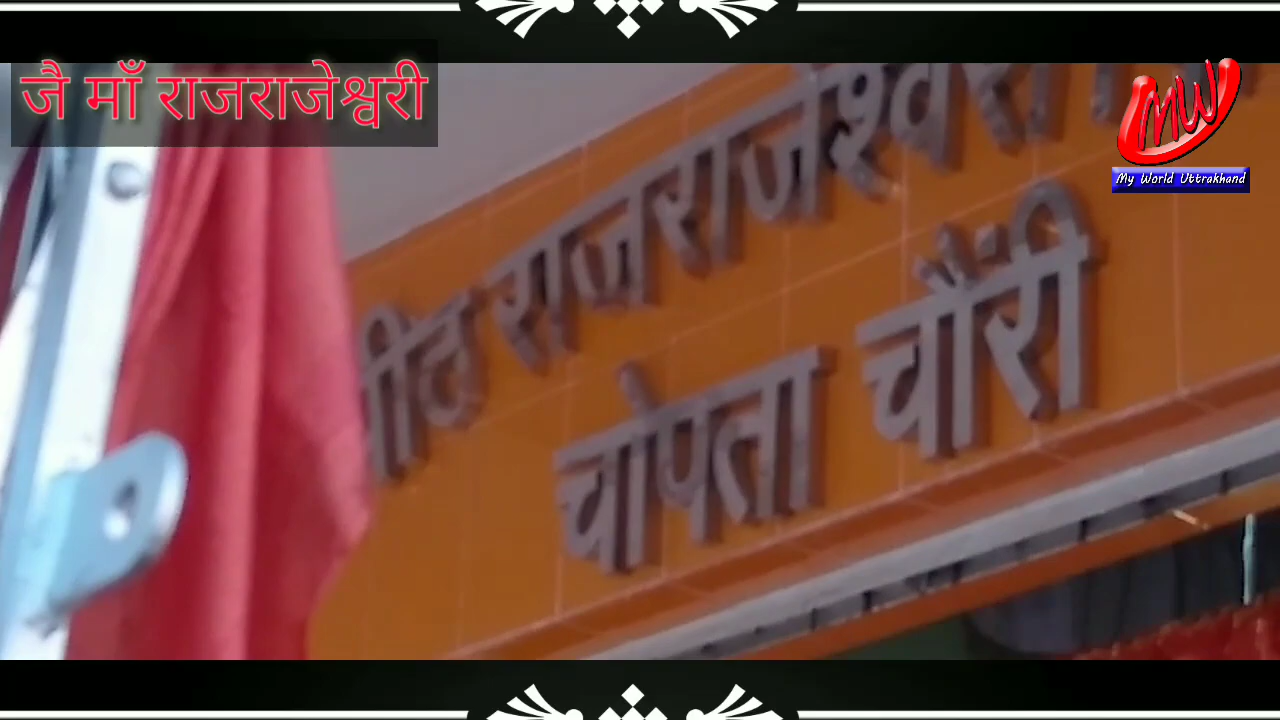 जै माँ राजराजेश्वरी
MW
My World Uttrakhand
राजराजेश्वरी
चोपता चौंरी